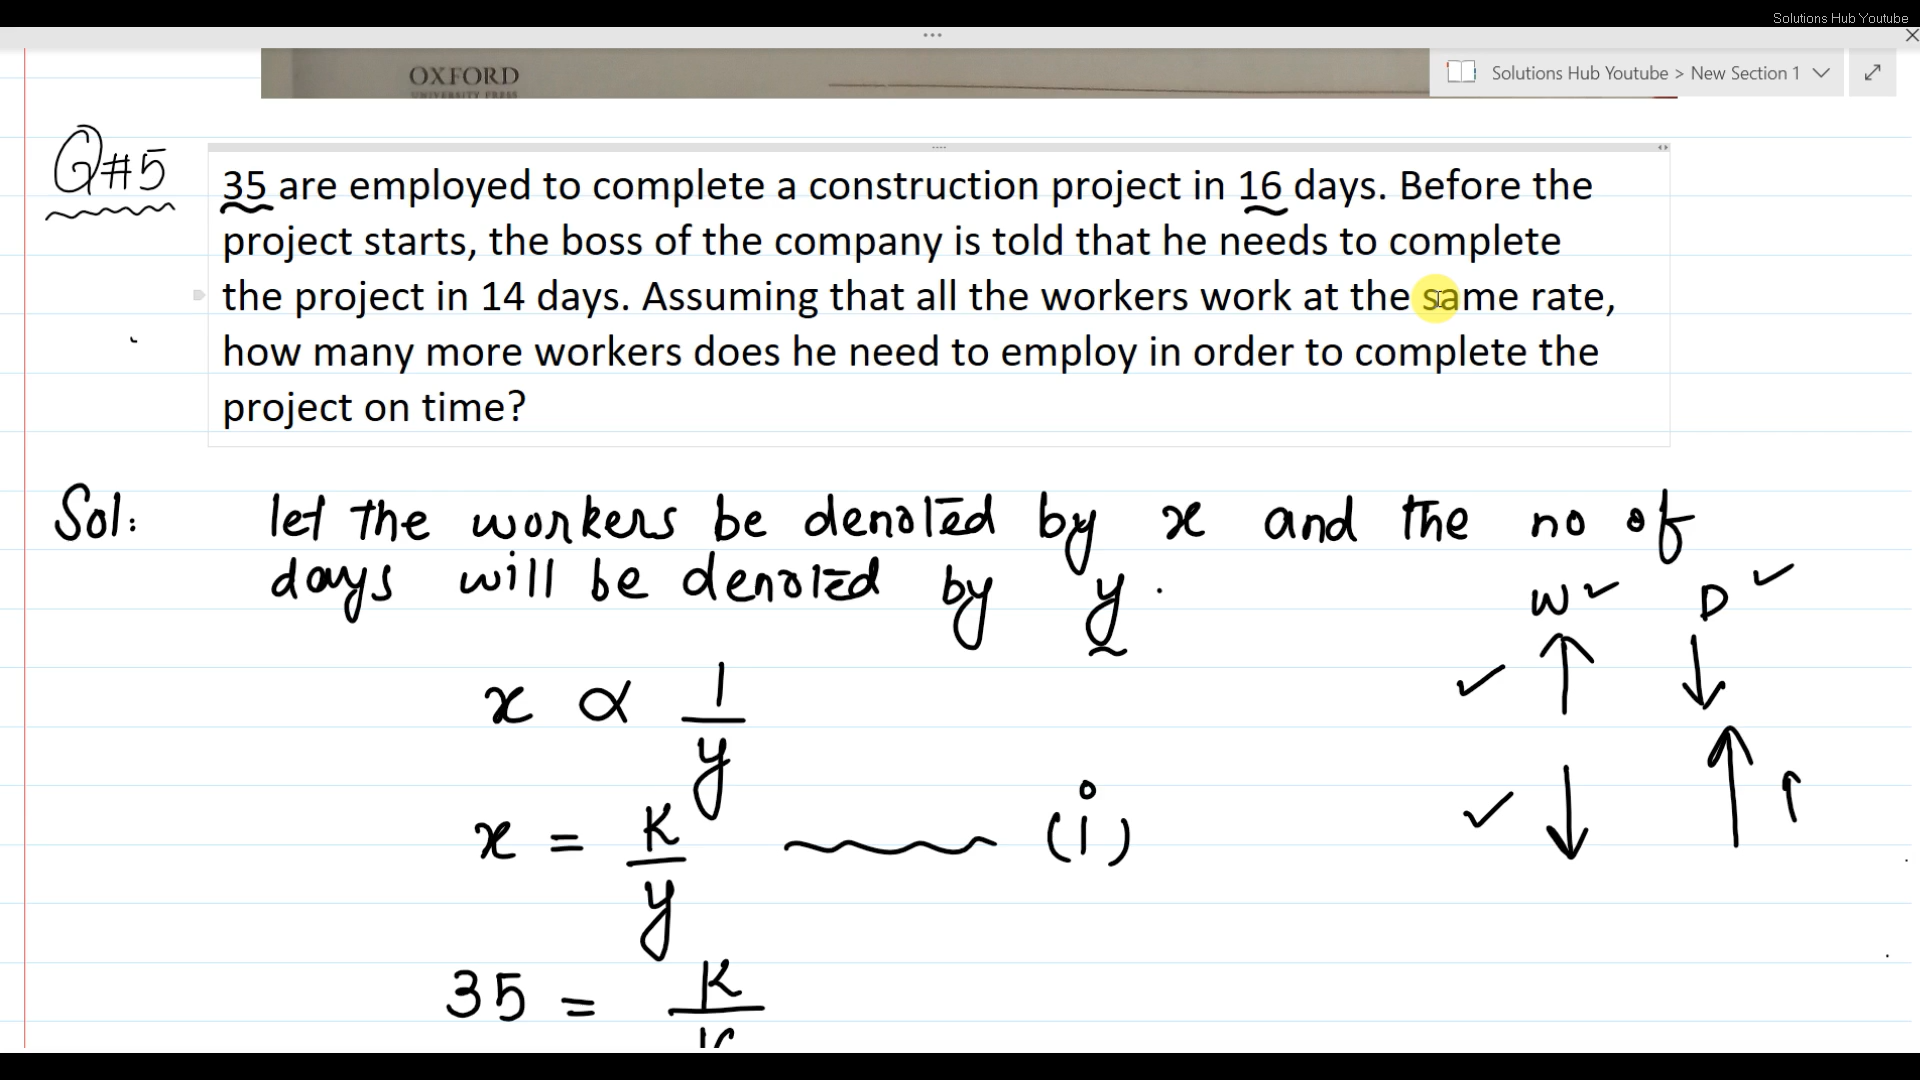 Solutions Hub Youtube
OXFORD
UNIVERSITY PRESS
Solutions Hub Youtube > New Section 1
Q#5
35 are employed to complete a construction project in 16 days. Before the
project starts, the boss of the company is told that he needs to complete
the project in 14 days. Assuming that all the workers work at the same rate,
how many more workers does he need to employ in order to complete the
project on time?
Sol: let the workers be denoted by x and the no of
days will be denoted by y.
W D
x ∝ 1/y
x = K/y (i)
35 = K